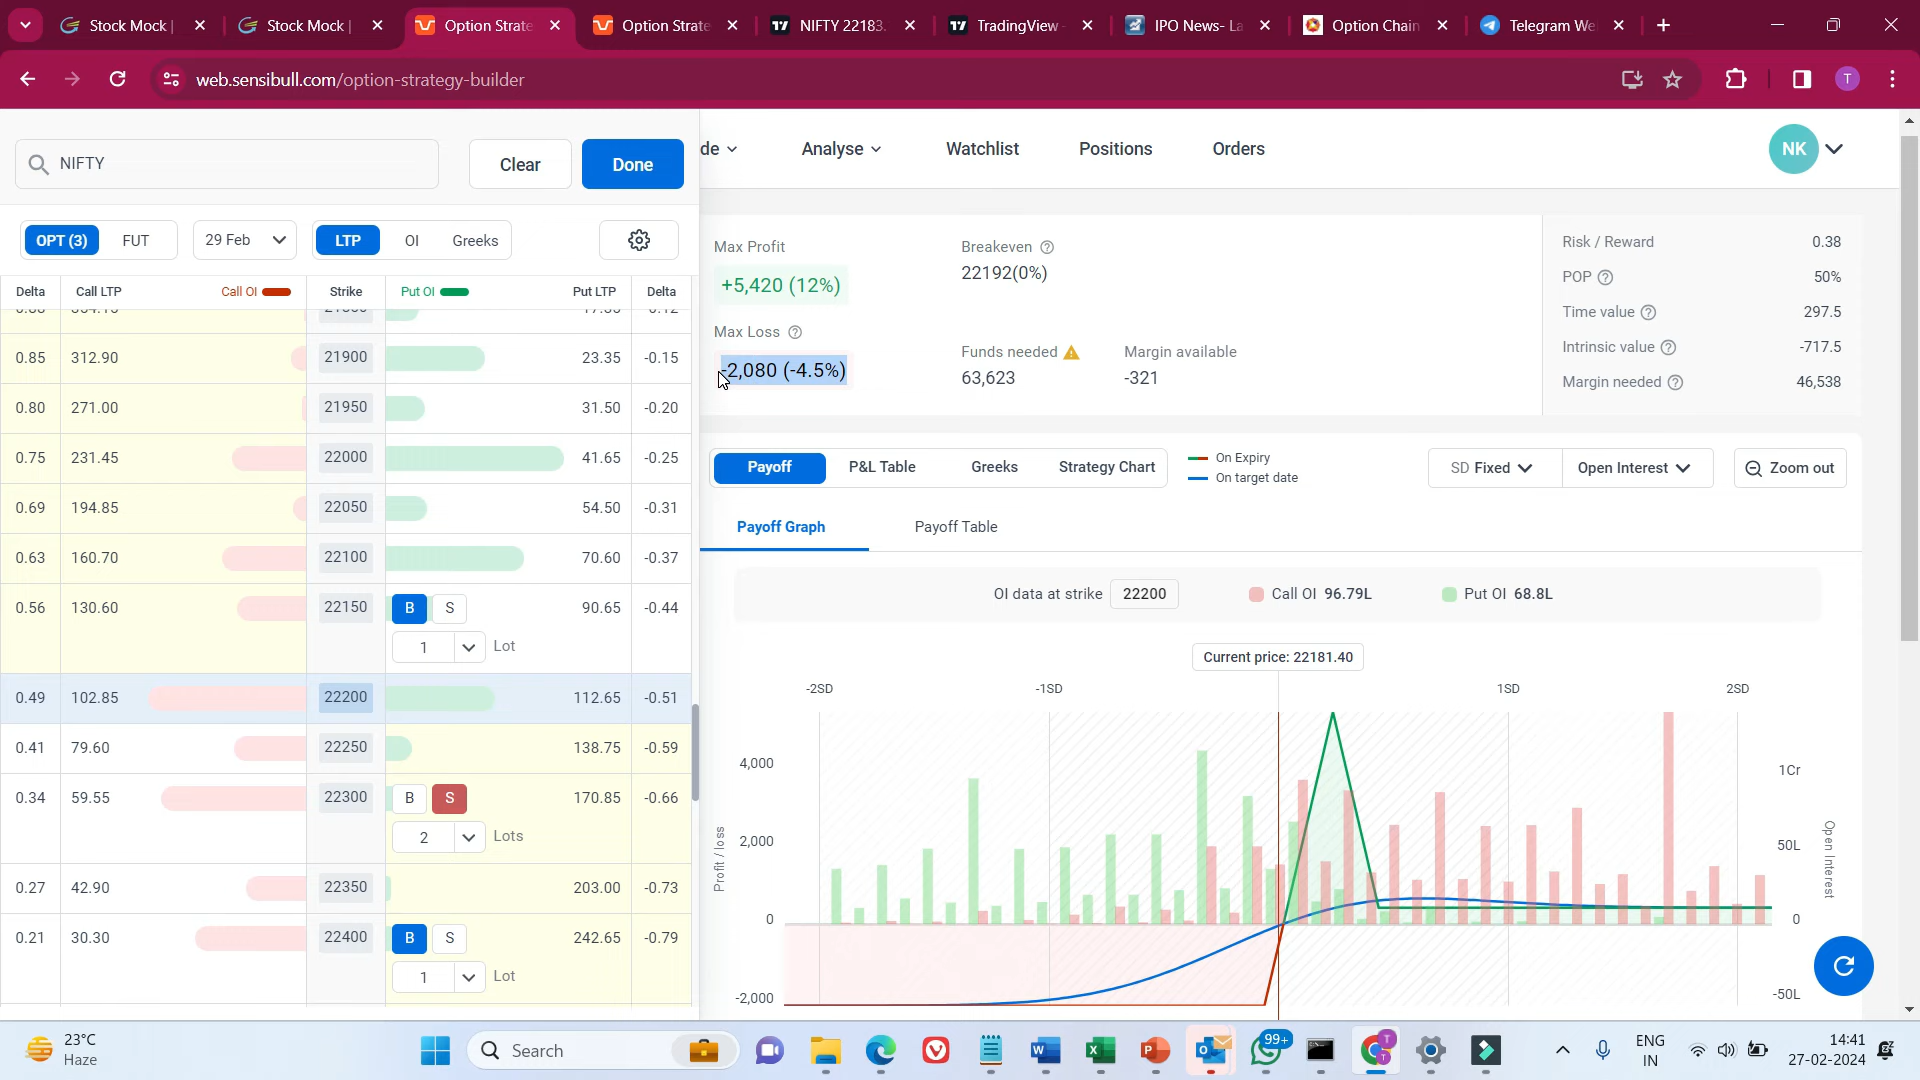 Stock Mock |
Stock Mock |
Option Strate
Option Strate
NIFTY 22183.
TradingView -
IPO News- La
Option Chain
Telegram We
web.sensibull.com/option-strategy-builder
T
NIFTY
Clear
Done
de
Analyse
Watchlist
Positions
Orders
NK
OPT (3)
FUT
29 Feb
LTP
OI
Greeks
Delta
Call LTP
Call OI
Strike
Put OI
Put LTP
Delta
0.85 312.90 21900 23.35 -0.15
0.80 271.00 21950 31.50 -0.20
0.75 231.45 22000 41.65 -0.25
0.69 194.85 22050 54.50 -0.31
0.63 160.70 22100 70.60 -0.37
0.56 130.60 22150 B S 90.65 -0.44
1 Lot
0.49 102.85 22200 112.65 -0.51
0.41 79.60 22250 138.75 -0.59
0.34 59.55 22300 B S 170.85 -0.66
2 Lots
0.27 42.90 22350 203.00 -0.73
0.21 30.30 22400 B S 242.65 -0.79
1 Lot
Max Profit
+5,420 (12%)
Max Loss
-2,080 (-4.5%)
Breakeven
22192(0%)
Funds needed
63,623
Margin available
-321
Risk / Reward 0.38
POP 50%
Time value 297.5
Intrinsic value -717.5
Margin needed 46,538
Payoff
P&L Table
Greeks
Strategy Chart
On Expiry
On target date
SD Fixed
Open Interest
Zoom out
Payoff Graph
Payoff Table
OI data at strike 22200
Call OI 96.79L
Put OI 68.8L
Current price: 22181.40
-2SD
-1SD
1SD
2SD
4,000
2,000
0
-2,000
Profit / loss
1Cr
50L
0
-50L
Open Interest
23°C
Haze
Search
99+
ENG
IN
14:41
27-02-2024